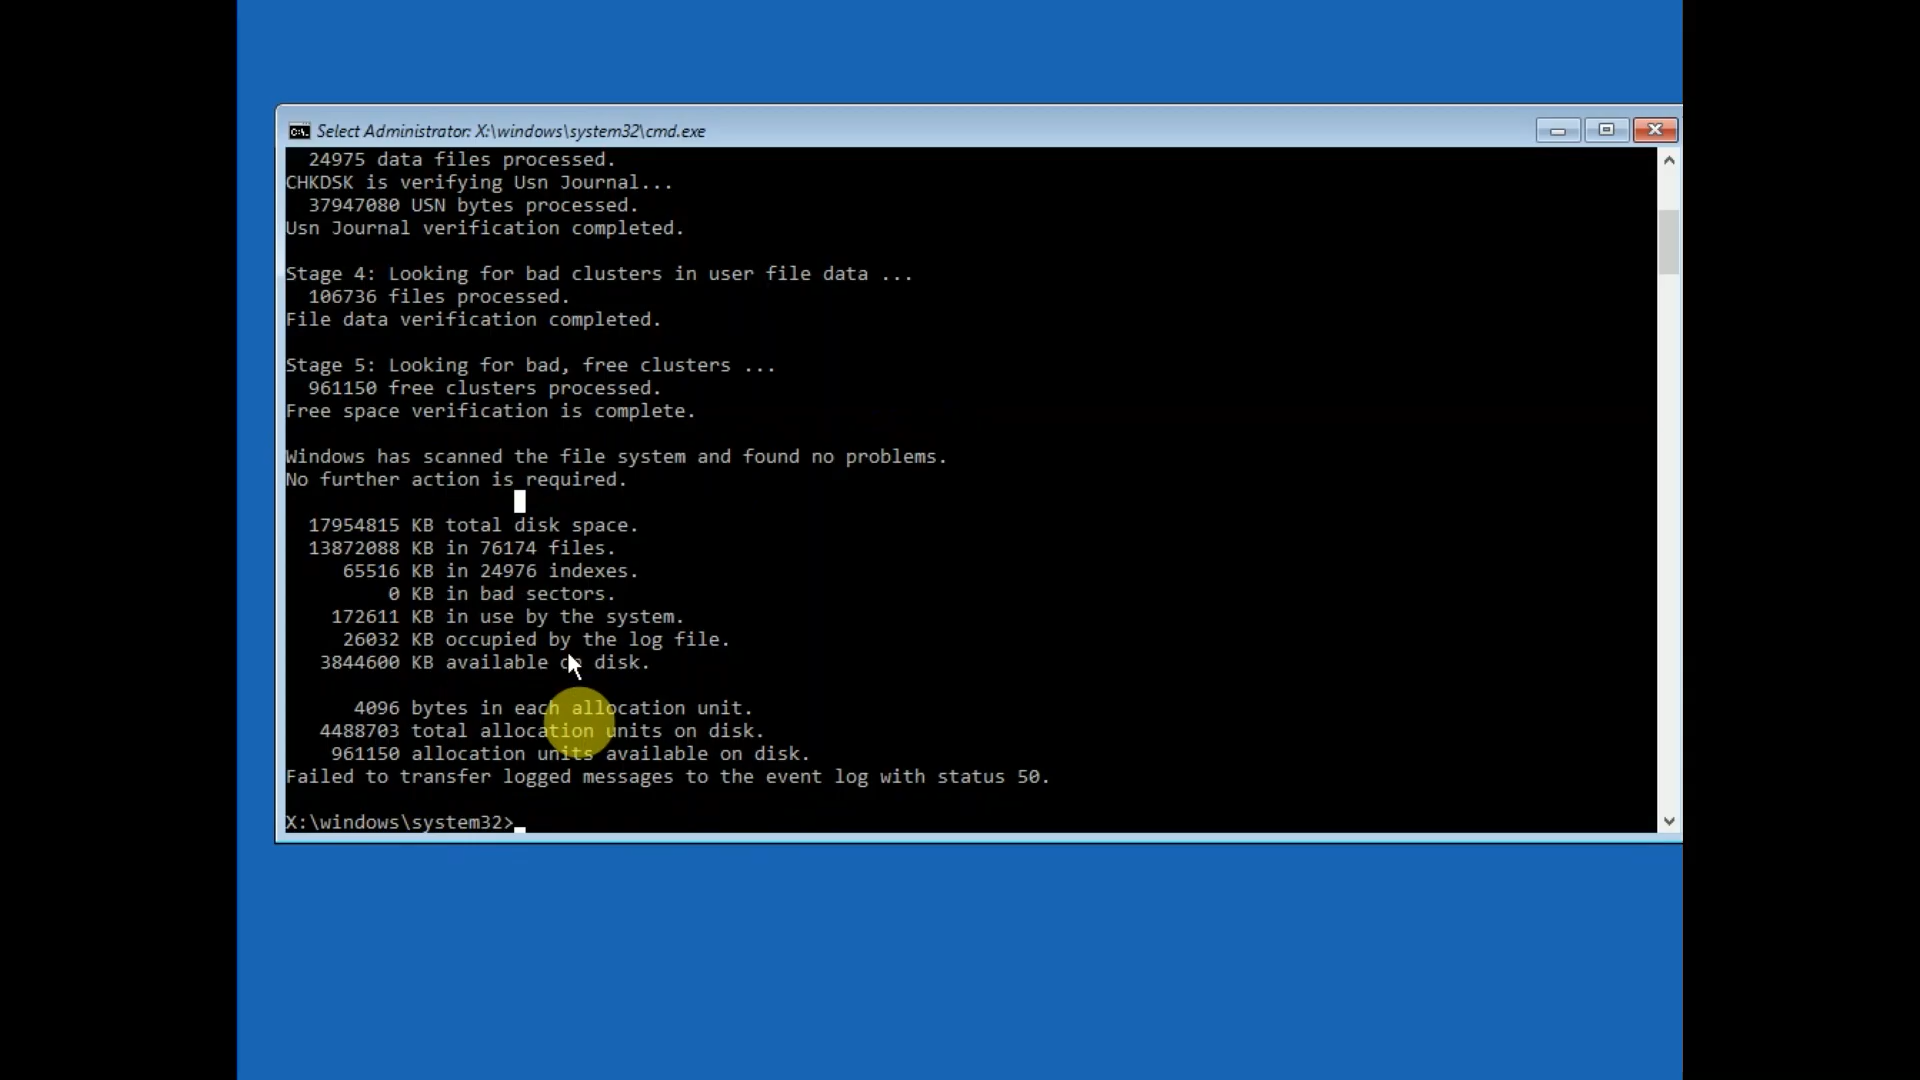 Select Administrator: X:\windows\system32\cmd.exe
24975 data files processed.
CHKDSK is verifying Usn Journal...
37947080 USN bytes processed.
Usn Journal verification completed.
Stage 4: Looking for bad clusters in user file data ...
106736 files processed.
File data verification completed.
Stage 5: Looking for bad, free clusters ...
961150 free clusters processed.
Free space verification is complete.
Windows has scanned the file system and found no problems.
No further action is required.
17954815 KB total disk space.
13872088 KB in 76174 files.
65516 KB in 24976 indexes.
0 KB in bad sectors.
172611 KB in use by the system.
26032 KB occupied by the log file.
3844600 KB available on disk.
4096 bytes in each allocation unit.
4488703 total allocation units on disk.
961150 allocation units available on disk.
Failed to transfer logged messages to the event log with status 50.
X:\windows\system32>